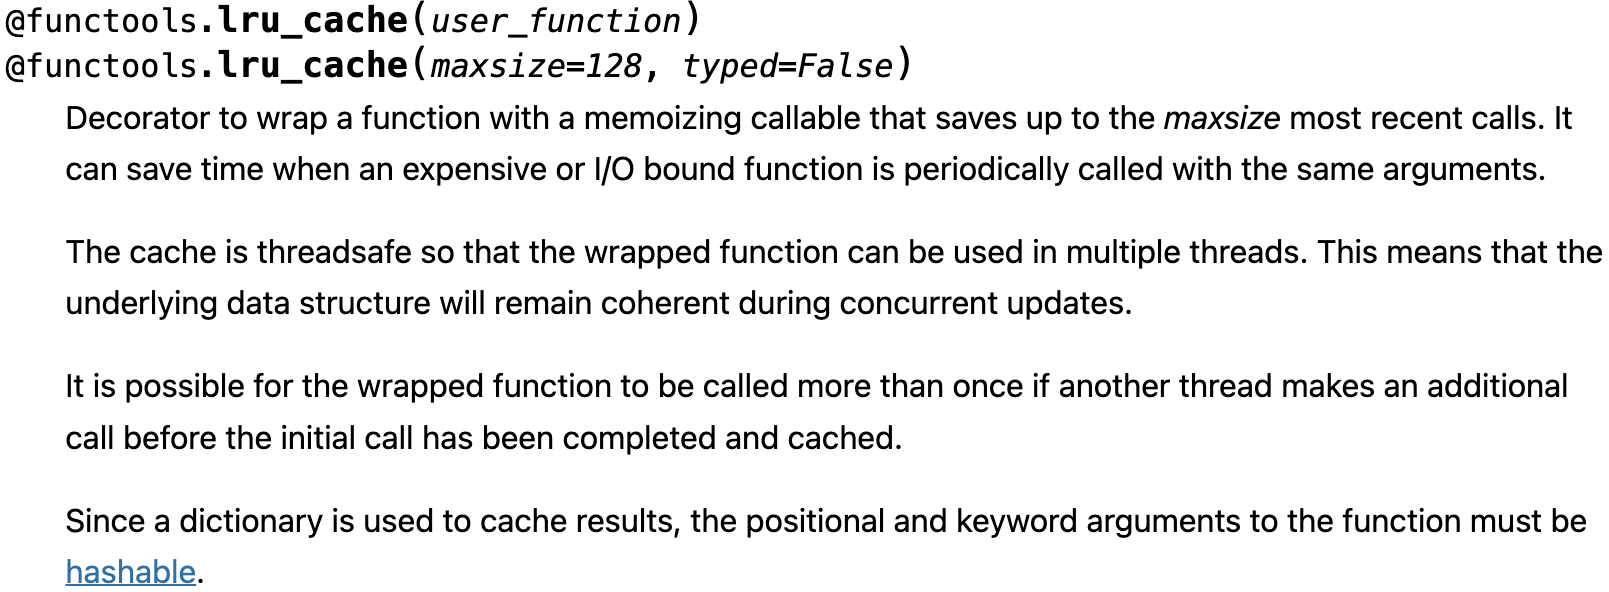 @functools.lru_cache(user_function)
@functools.lru_cache(maxsize=128, typed=False)
Decorator to wrap a function with a memoizing callable that saves up to the maxsize most recent calls. It
can save time when an expensive or I/O bound function is periodically called with the same arguments.
The cache is threadsafe so that the wrapped function can be used in multiple threads. This means that the
underlying data structure will remain coherent during concurrent updates.
It is possible for the wrapped function to be called more than once if another thread makes an additional
call before the initial call has been completed and cached.
Since a dictionary is used to cache results, the positional and keyword arguments to the function must be
hashable.